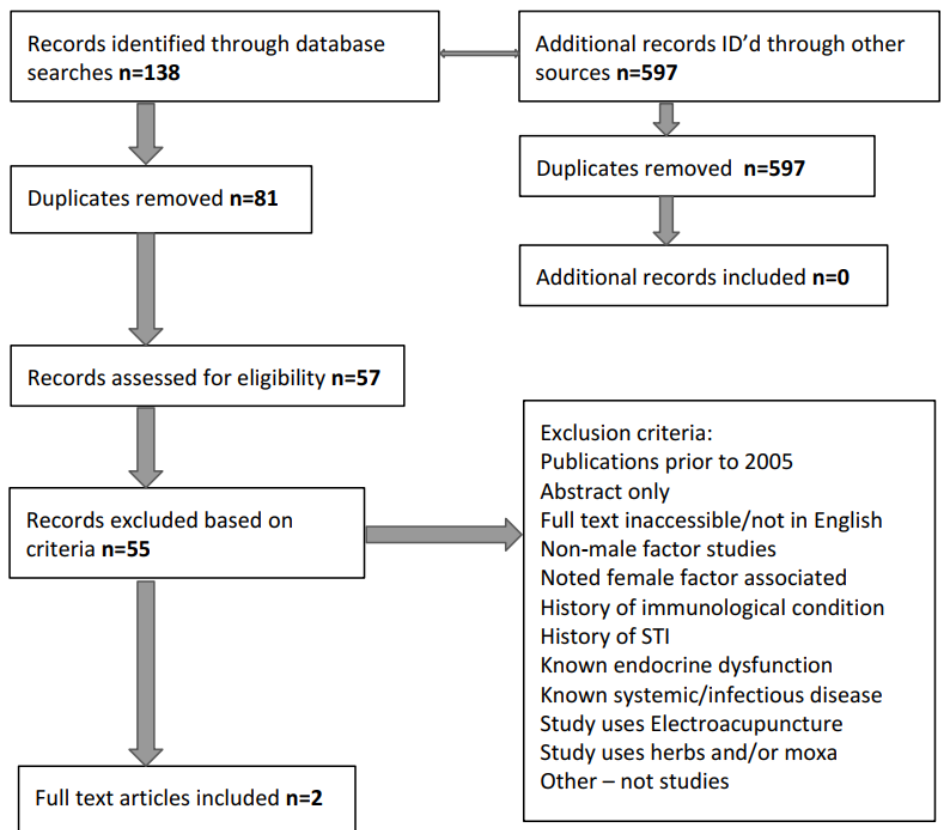 Records identified through database
searches n=138
Additional records ID’d through other
sources n=597
Duplicates removed n=81
Duplicates removed  n=597
Additional records included n=0
Records assessed for eligibility n=57
Records excluded based on
criteria n=55
Exclusion criteria:
Publications prior to 2005
Abstract only
Full text inaccessible/not in English
Non-male factor studies
Noted female factor associated
History of immunological condition
History of STI
Known endocrine dysfunction
Known systemic/infectious disease
Study uses Electroacupuncture
Study uses herbs and/or moxa
Other – not studies
Full text articles included n=2